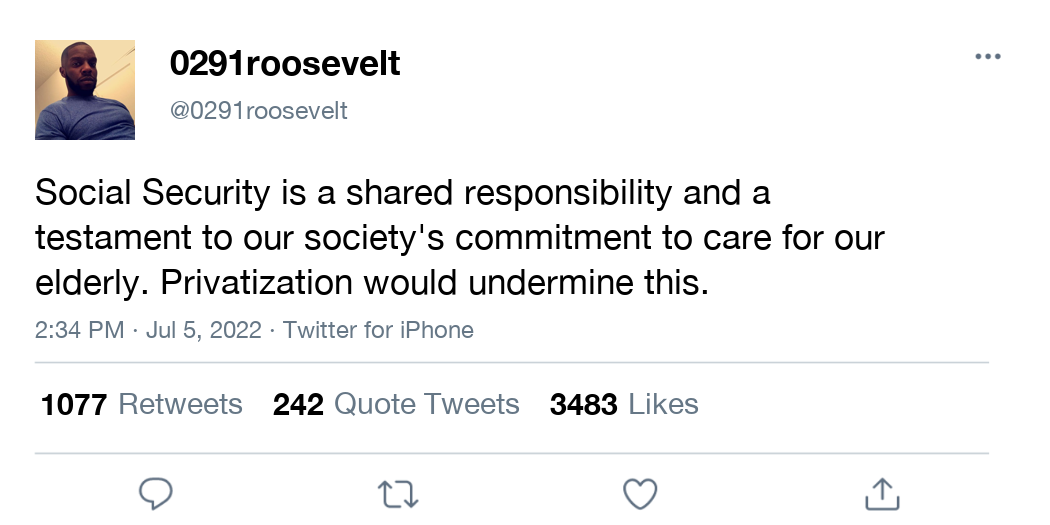 0291roosevelt
@0291roosevelt
Social Security is a shared responsibility and a
testament to our society's commitment to care for our
elderly. Privatization would undermine this.
2:34 PM · Jul 5, 2022 · Twitter for iPhone
1077 Retweets 242 Quote Tweets 3483 Likes